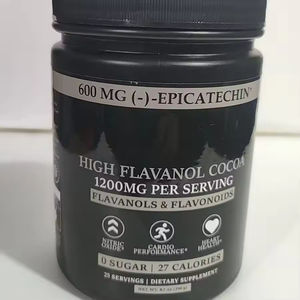 600 MG (-)-EPICATECHIN*
HIGH FLAVANOL COCOA
1200MG PER SERVING
FLAVANOLS & FLAVONOIDS
NITRIC OXIDE*
CARDIO PERFORMANCE*
HEART HEALTH*
0 SUGAR | 27 CALORIES
25 SERVINGS | DIETARY SUPPLEMENT